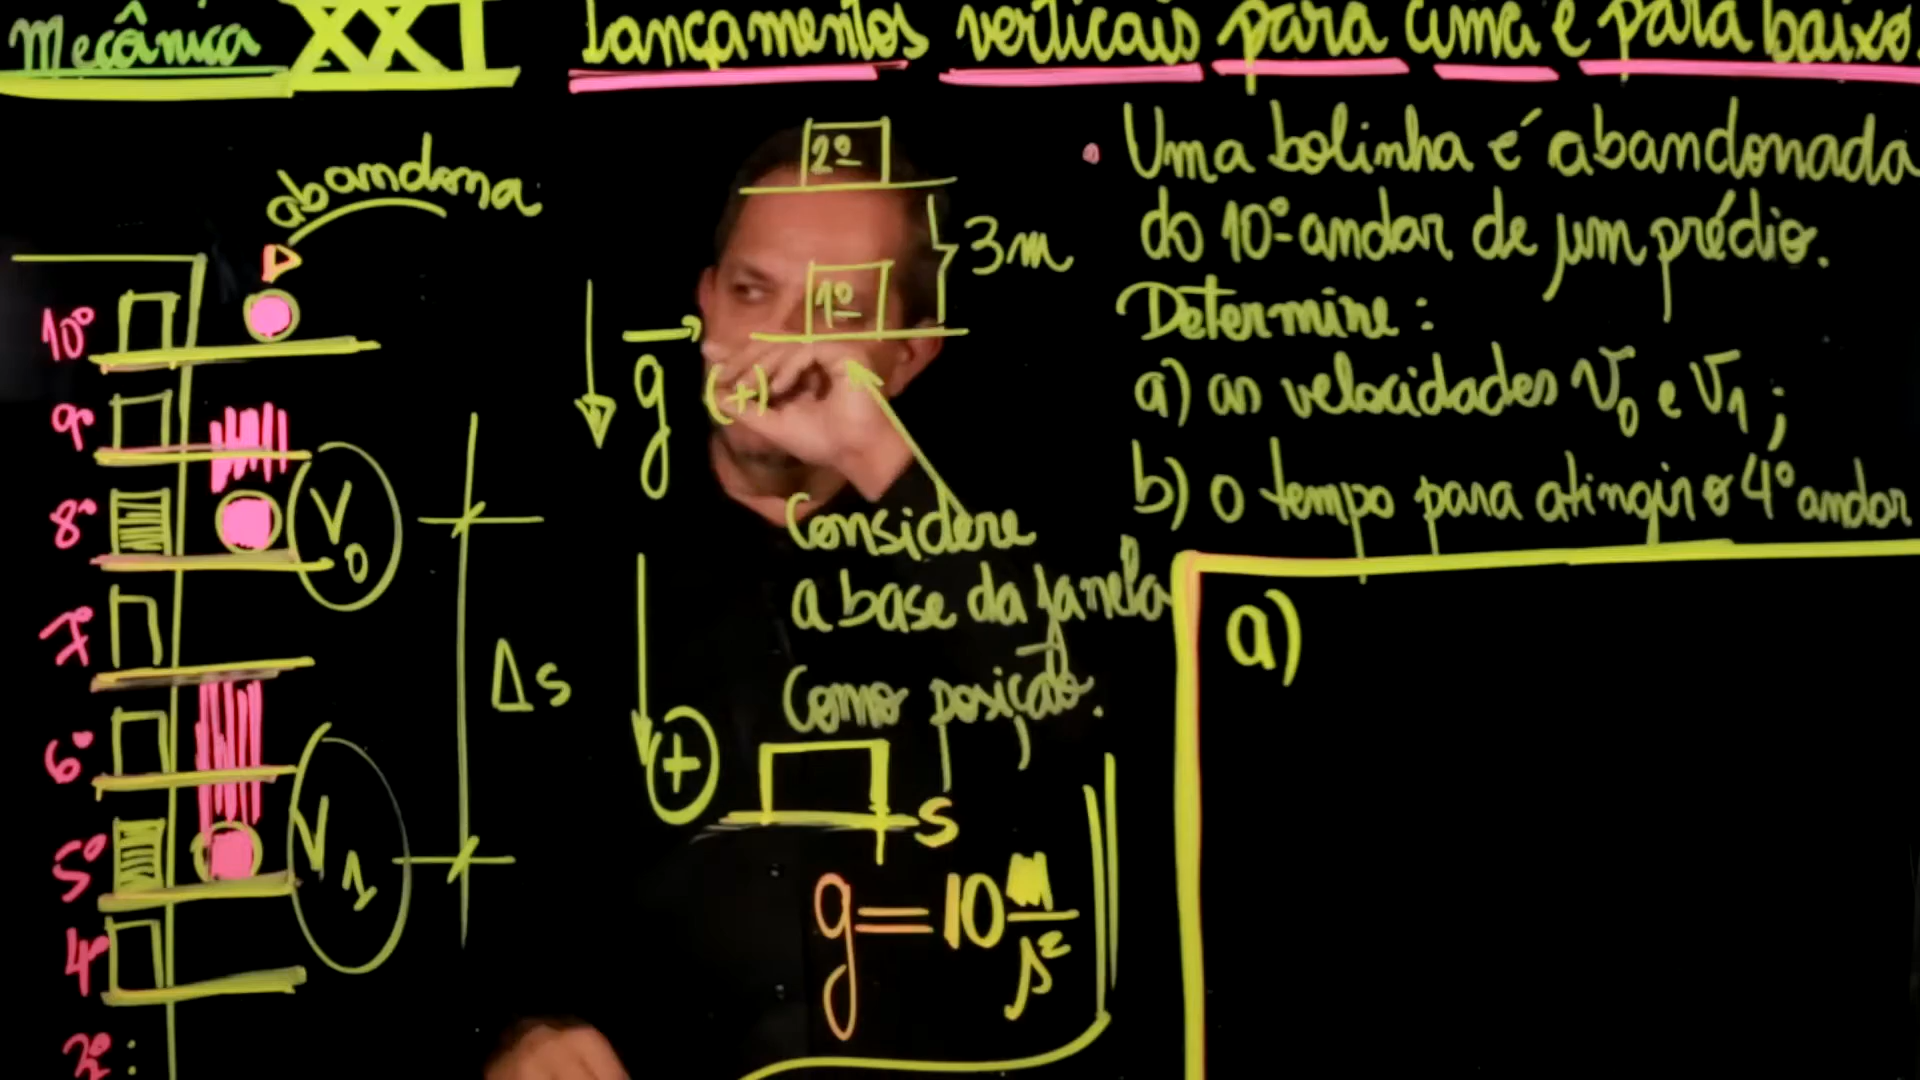 Mecânica XXI Lançamentos verticais para cima e para baixo.
abandona
10º
9º
8º
7º
6º
5º
4º
2º:
V0
V1
Δs
g (+)
+
2º
1º
3m
Considere
a base da janela
como posição.
s
g=10 m/s²
• Uma bolinha é abandonada
do 10º andar de um prédio.
Determine:
a) as velocidades V0 e V1;
b) o tempo para atingir o 4º andar
a)